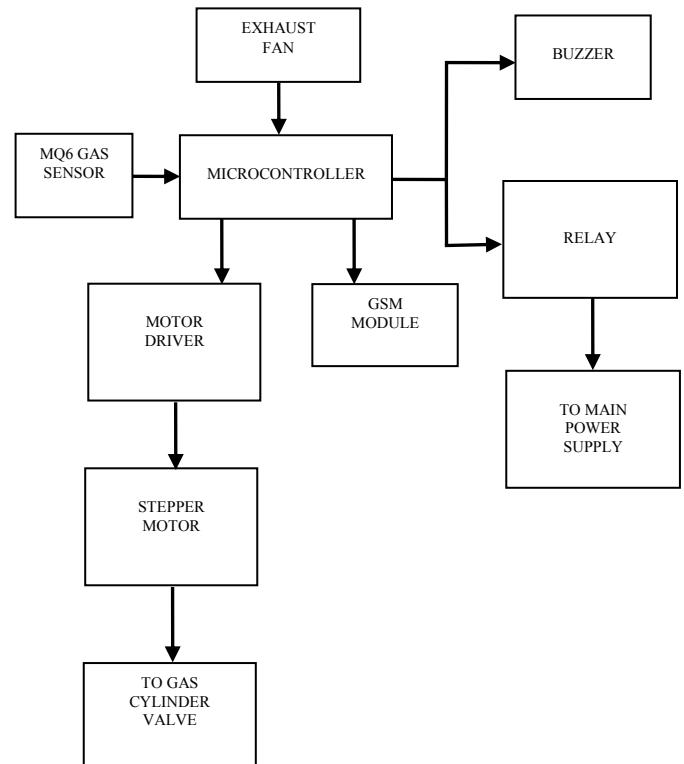 EXHAUST
FAN
BUZZER
MQ6 GAS
SENSOR
MICROCONTROLLER
RELAY
MOTOR
DRIVER
GSM
MODULE
TO MAIN
POWER
SUPPLY
STEPPER
MOTOR
TO GAS
CYLINDER
VALVE